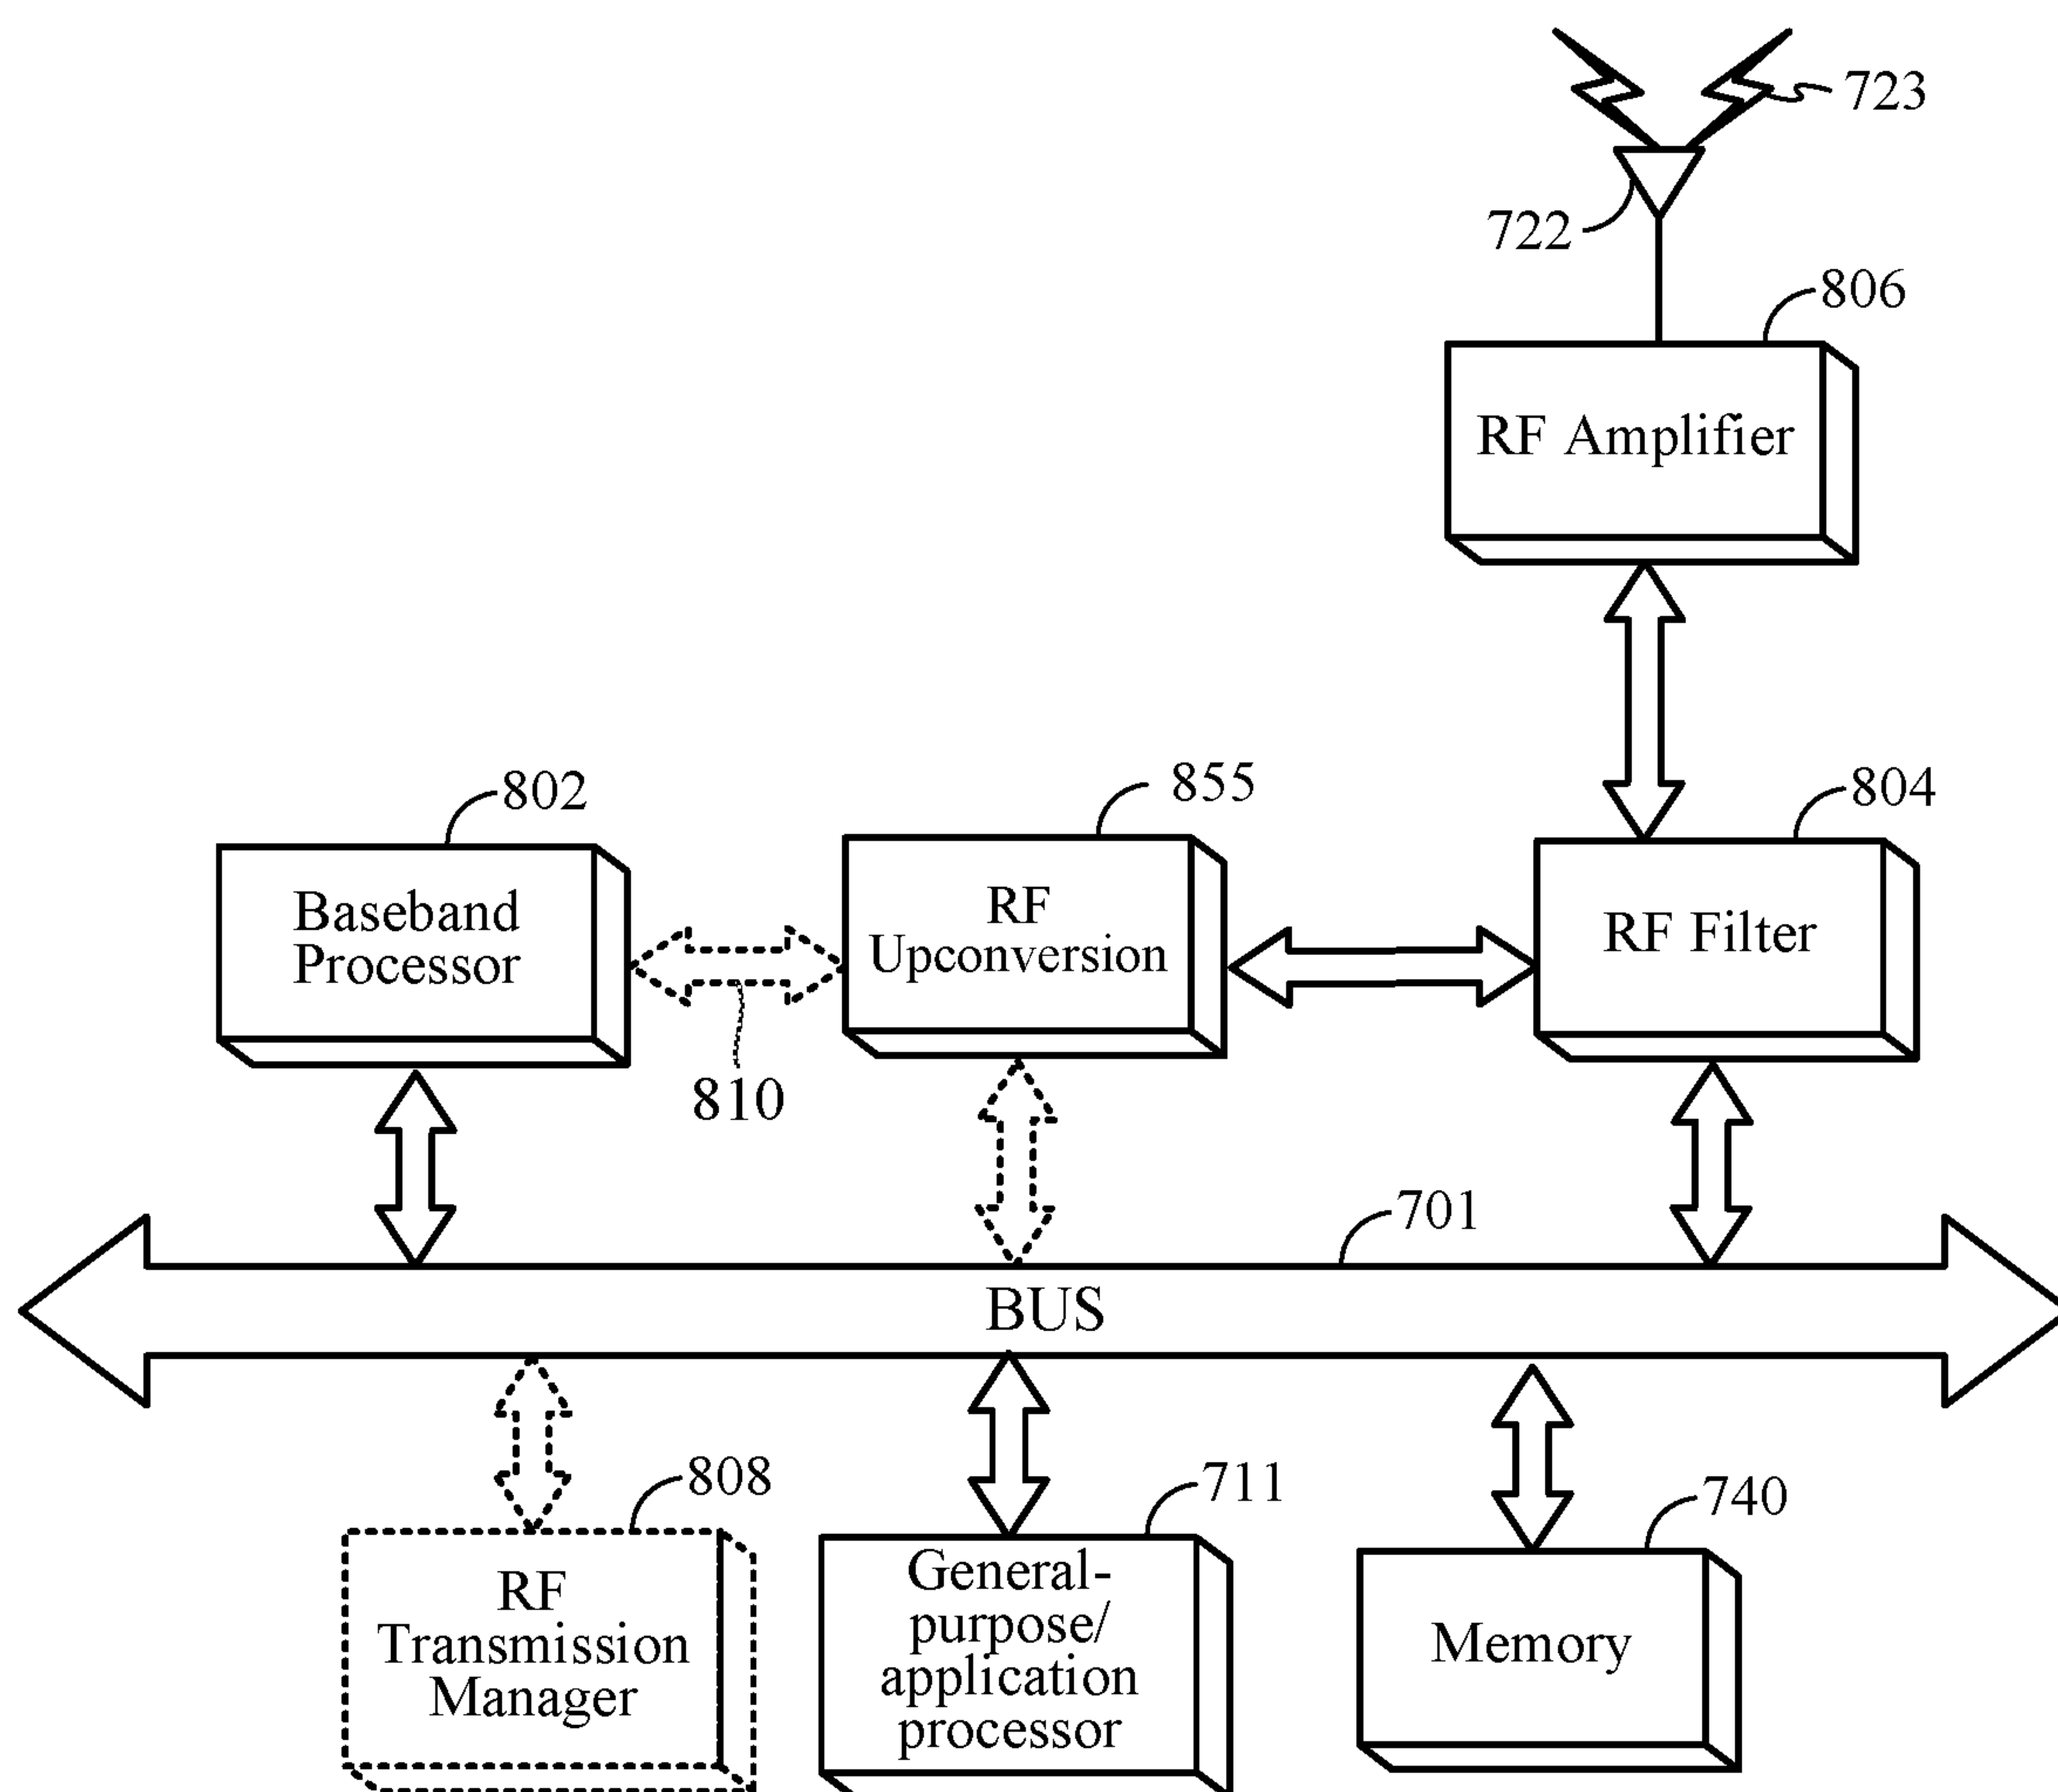 723
722
806
RF Amplifier
802
855
804
Baseband
Processor
RF
Upconversion
RF Filter
810
701
BUS
808
711
740
RF
Transmission
Manager
General-
purpose/
application
processor
Memory